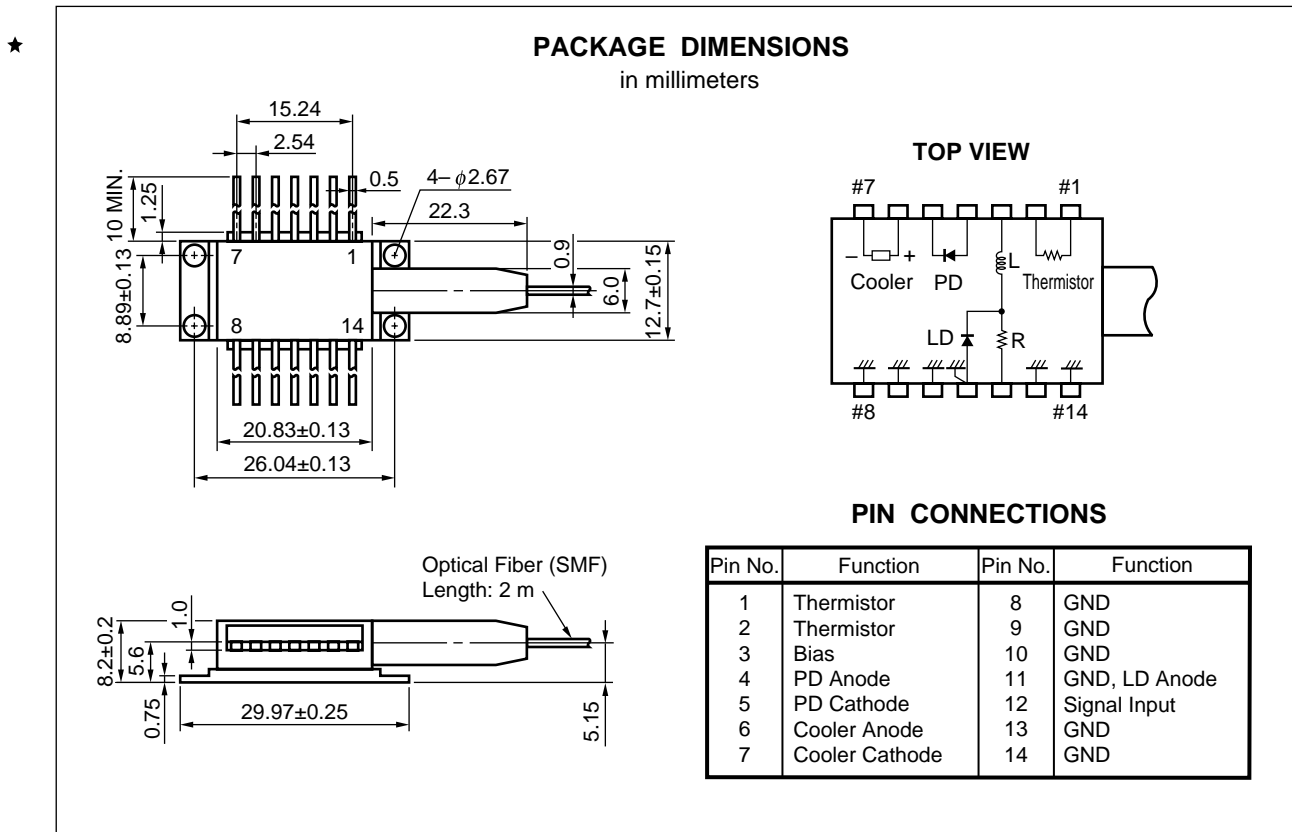 ★
PACKAGE DIMENSIONS
in millimeters
15.24
2.54
0.5
4–φ2.67
22.3
10 MIN.
1.25
7
1
0.9
8.89±0.13
6.0
12.7±0.15
8
14
20.83±0.13
26.04±0.13
TOP VIEW
#7
#1
– +
L
Cooler
PD
Thermistor
LD
R
#8
#14
Optical Fiber (SMF)
Length: 2 m
8.2±0.2
5.6
1.0
0.75
29.97±0.25
5.15
PIN CONNECTIONS
Pin No. Function Pin No. Function
1 Thermistor 8 GND
2 Thermistor 9 GND
3 Bias 10 GND
4 PD Anode 11 GND, LD Anode
5 PD Cathode 12 Signal Input
6 Cooler Anode 13 GND
7 Cooler Cathode 14 GND